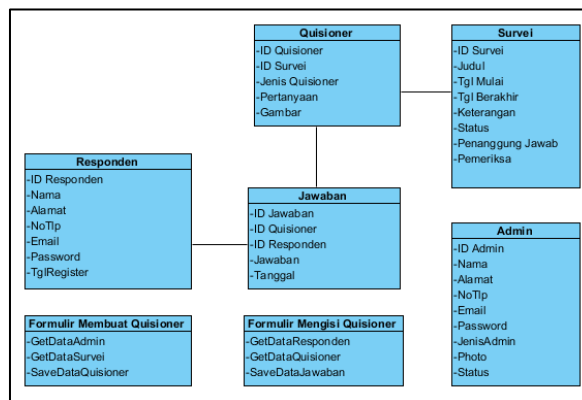 Quisioner
-ID Quisioner
-ID Survei
-Jenis Quisioner
-Pertanyaan
-Gambar
Survei
-ID Survei
-Judul
-Tgl Mulai
-Tgl Berakhir
-Keterangan
-Status
-Penanggung Jawab
-Pemeriksa
Responden
-ID Responden
-Nama
-Alamat
-NoTlp
-Email
-Password
-TglRegister
Jawaban
-ID Jawaban
-ID Quisioner
-ID Responden
-Jawaban
-Tanggal
Admin
-ID Admin
-Nama
-Alamat
-NoTlp
-Email
-Password
-JenisAdmin
-Photo
-Status
Formulir Membuat Quisioner
-GetDataAdmin
-GetDataSurvei
-SaveDataQuisioner
Formulir Mengisi Quisioner
-GetDataResponden
-GetDataQuisioner
-SaveDataJawaban